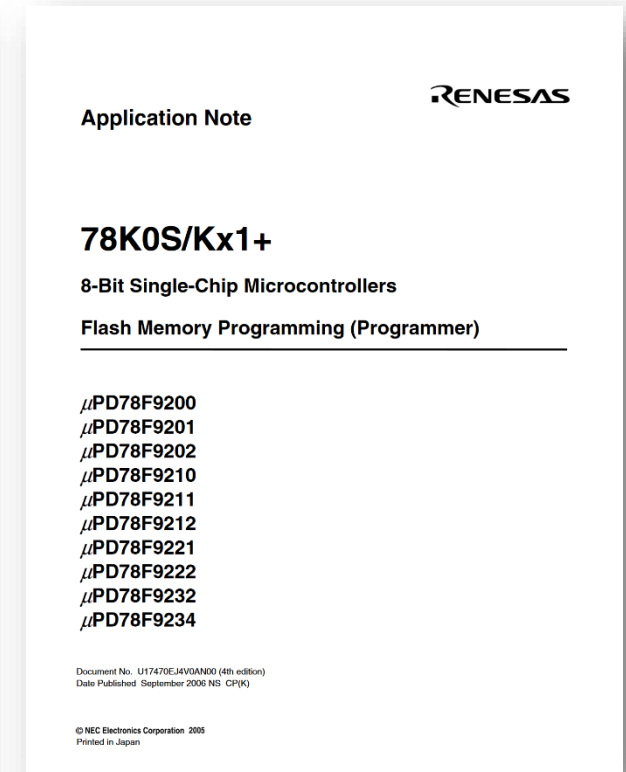 RENESAS
Application Note
78K0S/Kx1+
8-Bit Single-Chip Microcontrollers
Flash Memory Programming (Programmer)
μPD78F9200
μPD78F9201
μPD78F9202
μPD78F9210
μPD78F9211
μPD78F9212
μPD78F9221
μPD78F9222
μPD78F9232
μPD78F9234
Document No. U17470EJ4V0AN00 (4th edition)
Date Published September 2006 NS CP(K)
© NEC Electronics Corporation 2005
Printed in Japan